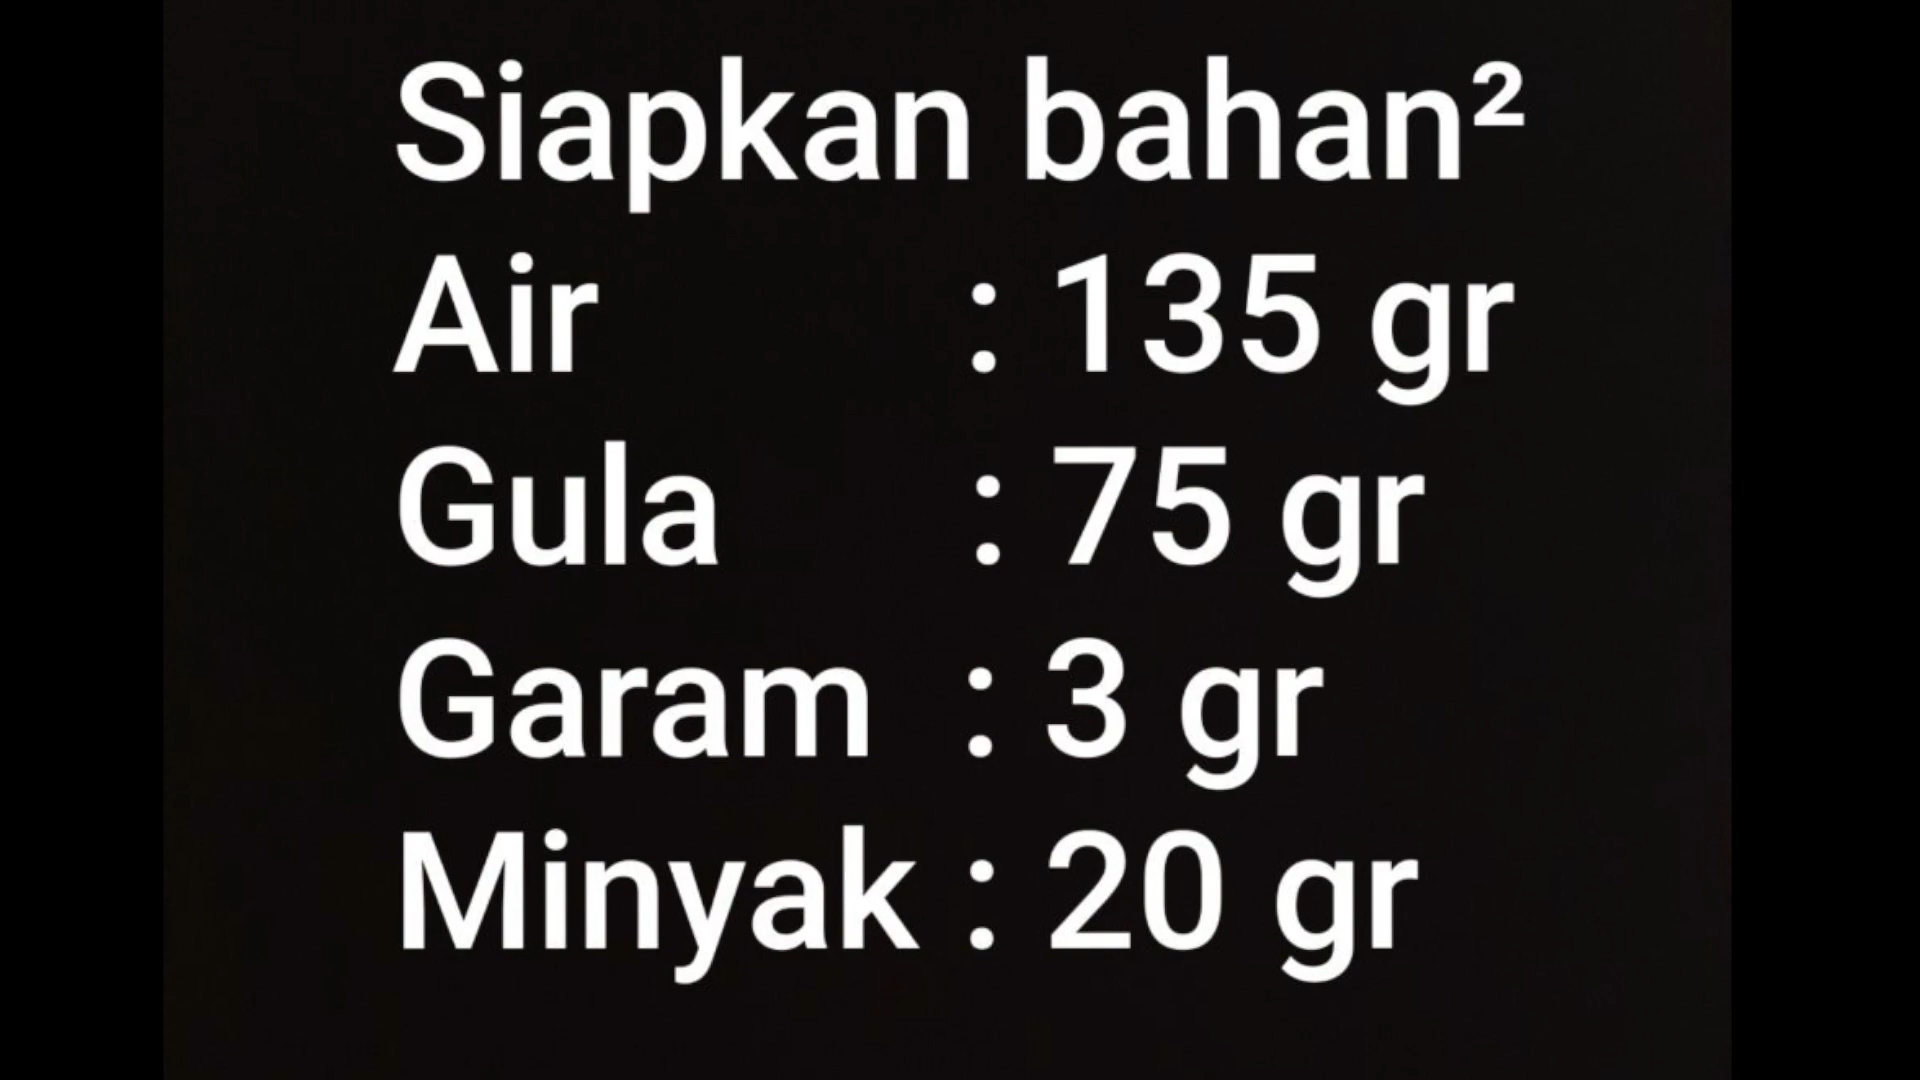 Siapkan bahan²
Air : 135 gr
Gula : 75 gr
Garam : 3 gr
Minyak : 20 gr